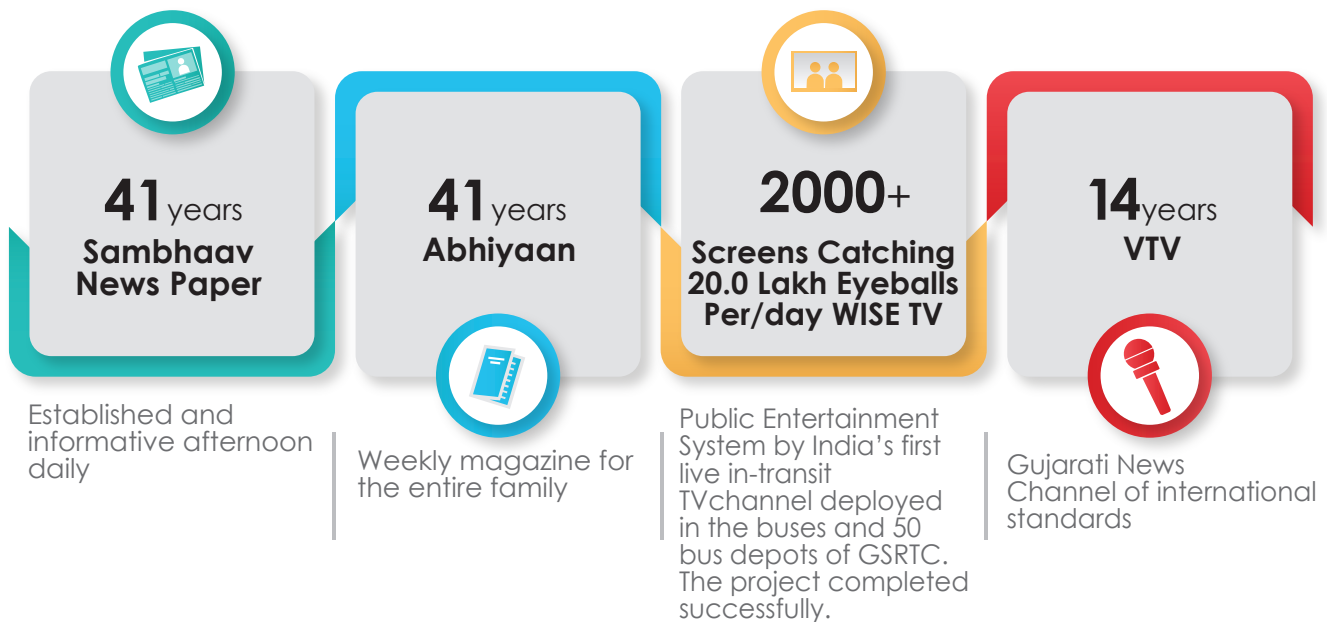 41 years
Sambhaav
News Paper
Established and
informative afternoon
daily
41 years
Abhiyaan
Weekly magazine for
the entire family
2000+
Screens Catching
20.0 Lakh Eyeballs
Per/day WISE TV
Public Entertainment
System by India’s first
live in-transit
TVchannel deployed
in the buses and 50
bus depots of GSRTC.
The project completed
successfully.
14years
VTV
Gujarati News
Channel of international
standards